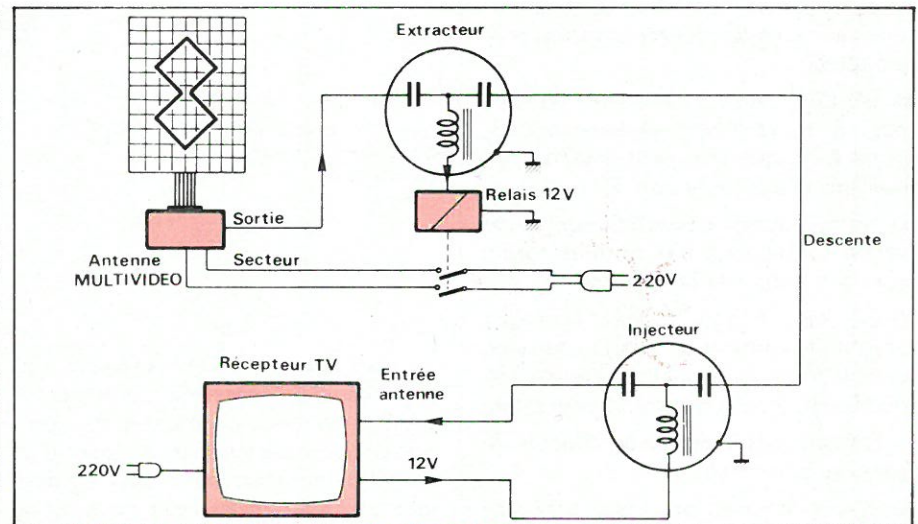 Extracteur
Relais 12V
Sortie
Antenne
MULTIVIDEO
Secteur
220V
Descente
Injecteur
Récepteur TV
Entrée
antenne
220V
12V